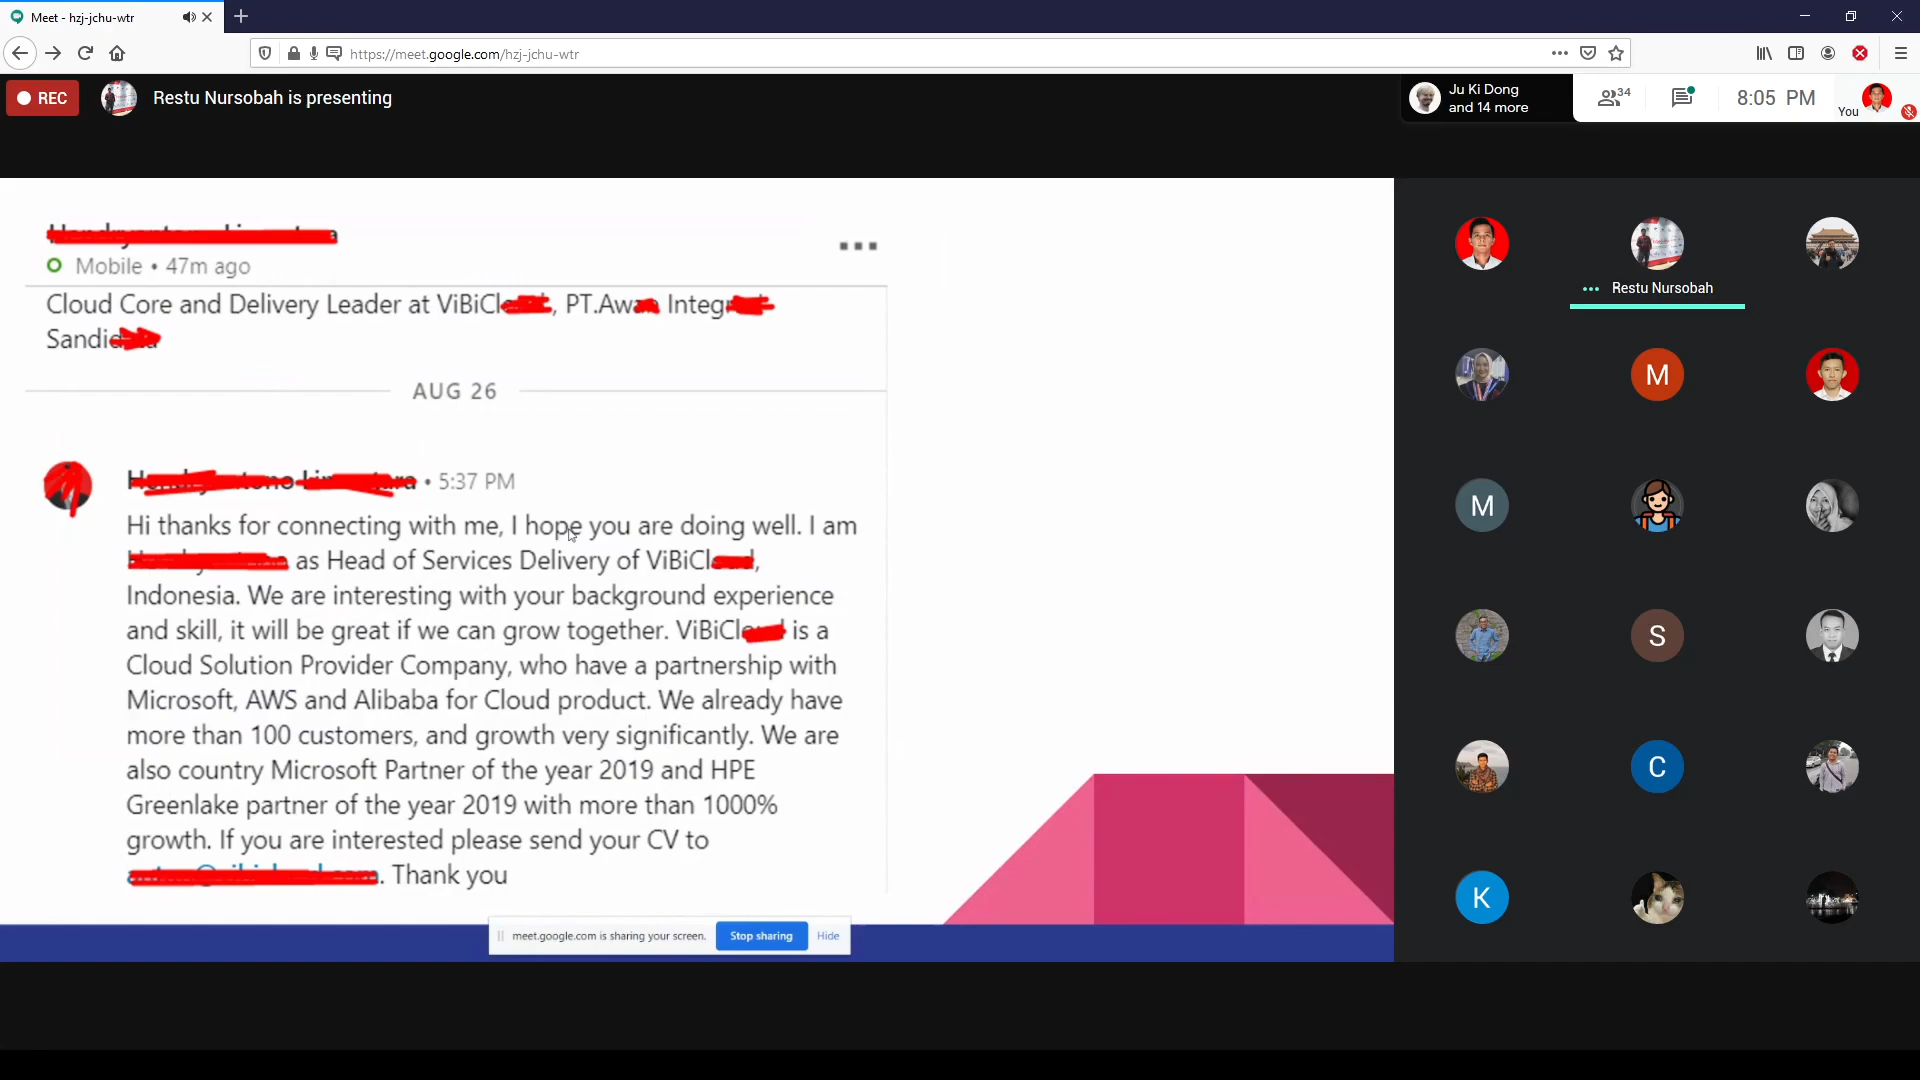 Meet - hzj-jchu-wtr
https://meet.google.com/hzj-jchu-wtr
REC
Restu Nursobah is presenting
Ju Ki Dong
and 14 more
34
8:05 PM
You
Mobile • 47m ago
Cloud Core and Delivery Leader at
AUG 26
• 5:37 PM
Hi thanks for connecting with me, I hope you are doing well. I am
as Head of Services Delivery of
Indonesia. We are interesting with your background experience
and skill, it will be great if we can grow together. is a
Cloud Solution Provider Company, who have a partnership with
Microsoft, AWS and Alibaba for Cloud product. We already have
more than 100 customers, and growth very significantly. We are
also country Microsoft Partner of the year 2019 and HPE
Greenlake partner of the year 2019 with more than 1000%
growth. If you are interested please send your CV to
. Thank you
meet.google.com is sharing your screen.
Stop sharing
Hide
Restu Nursobah
M
M
S
C
K